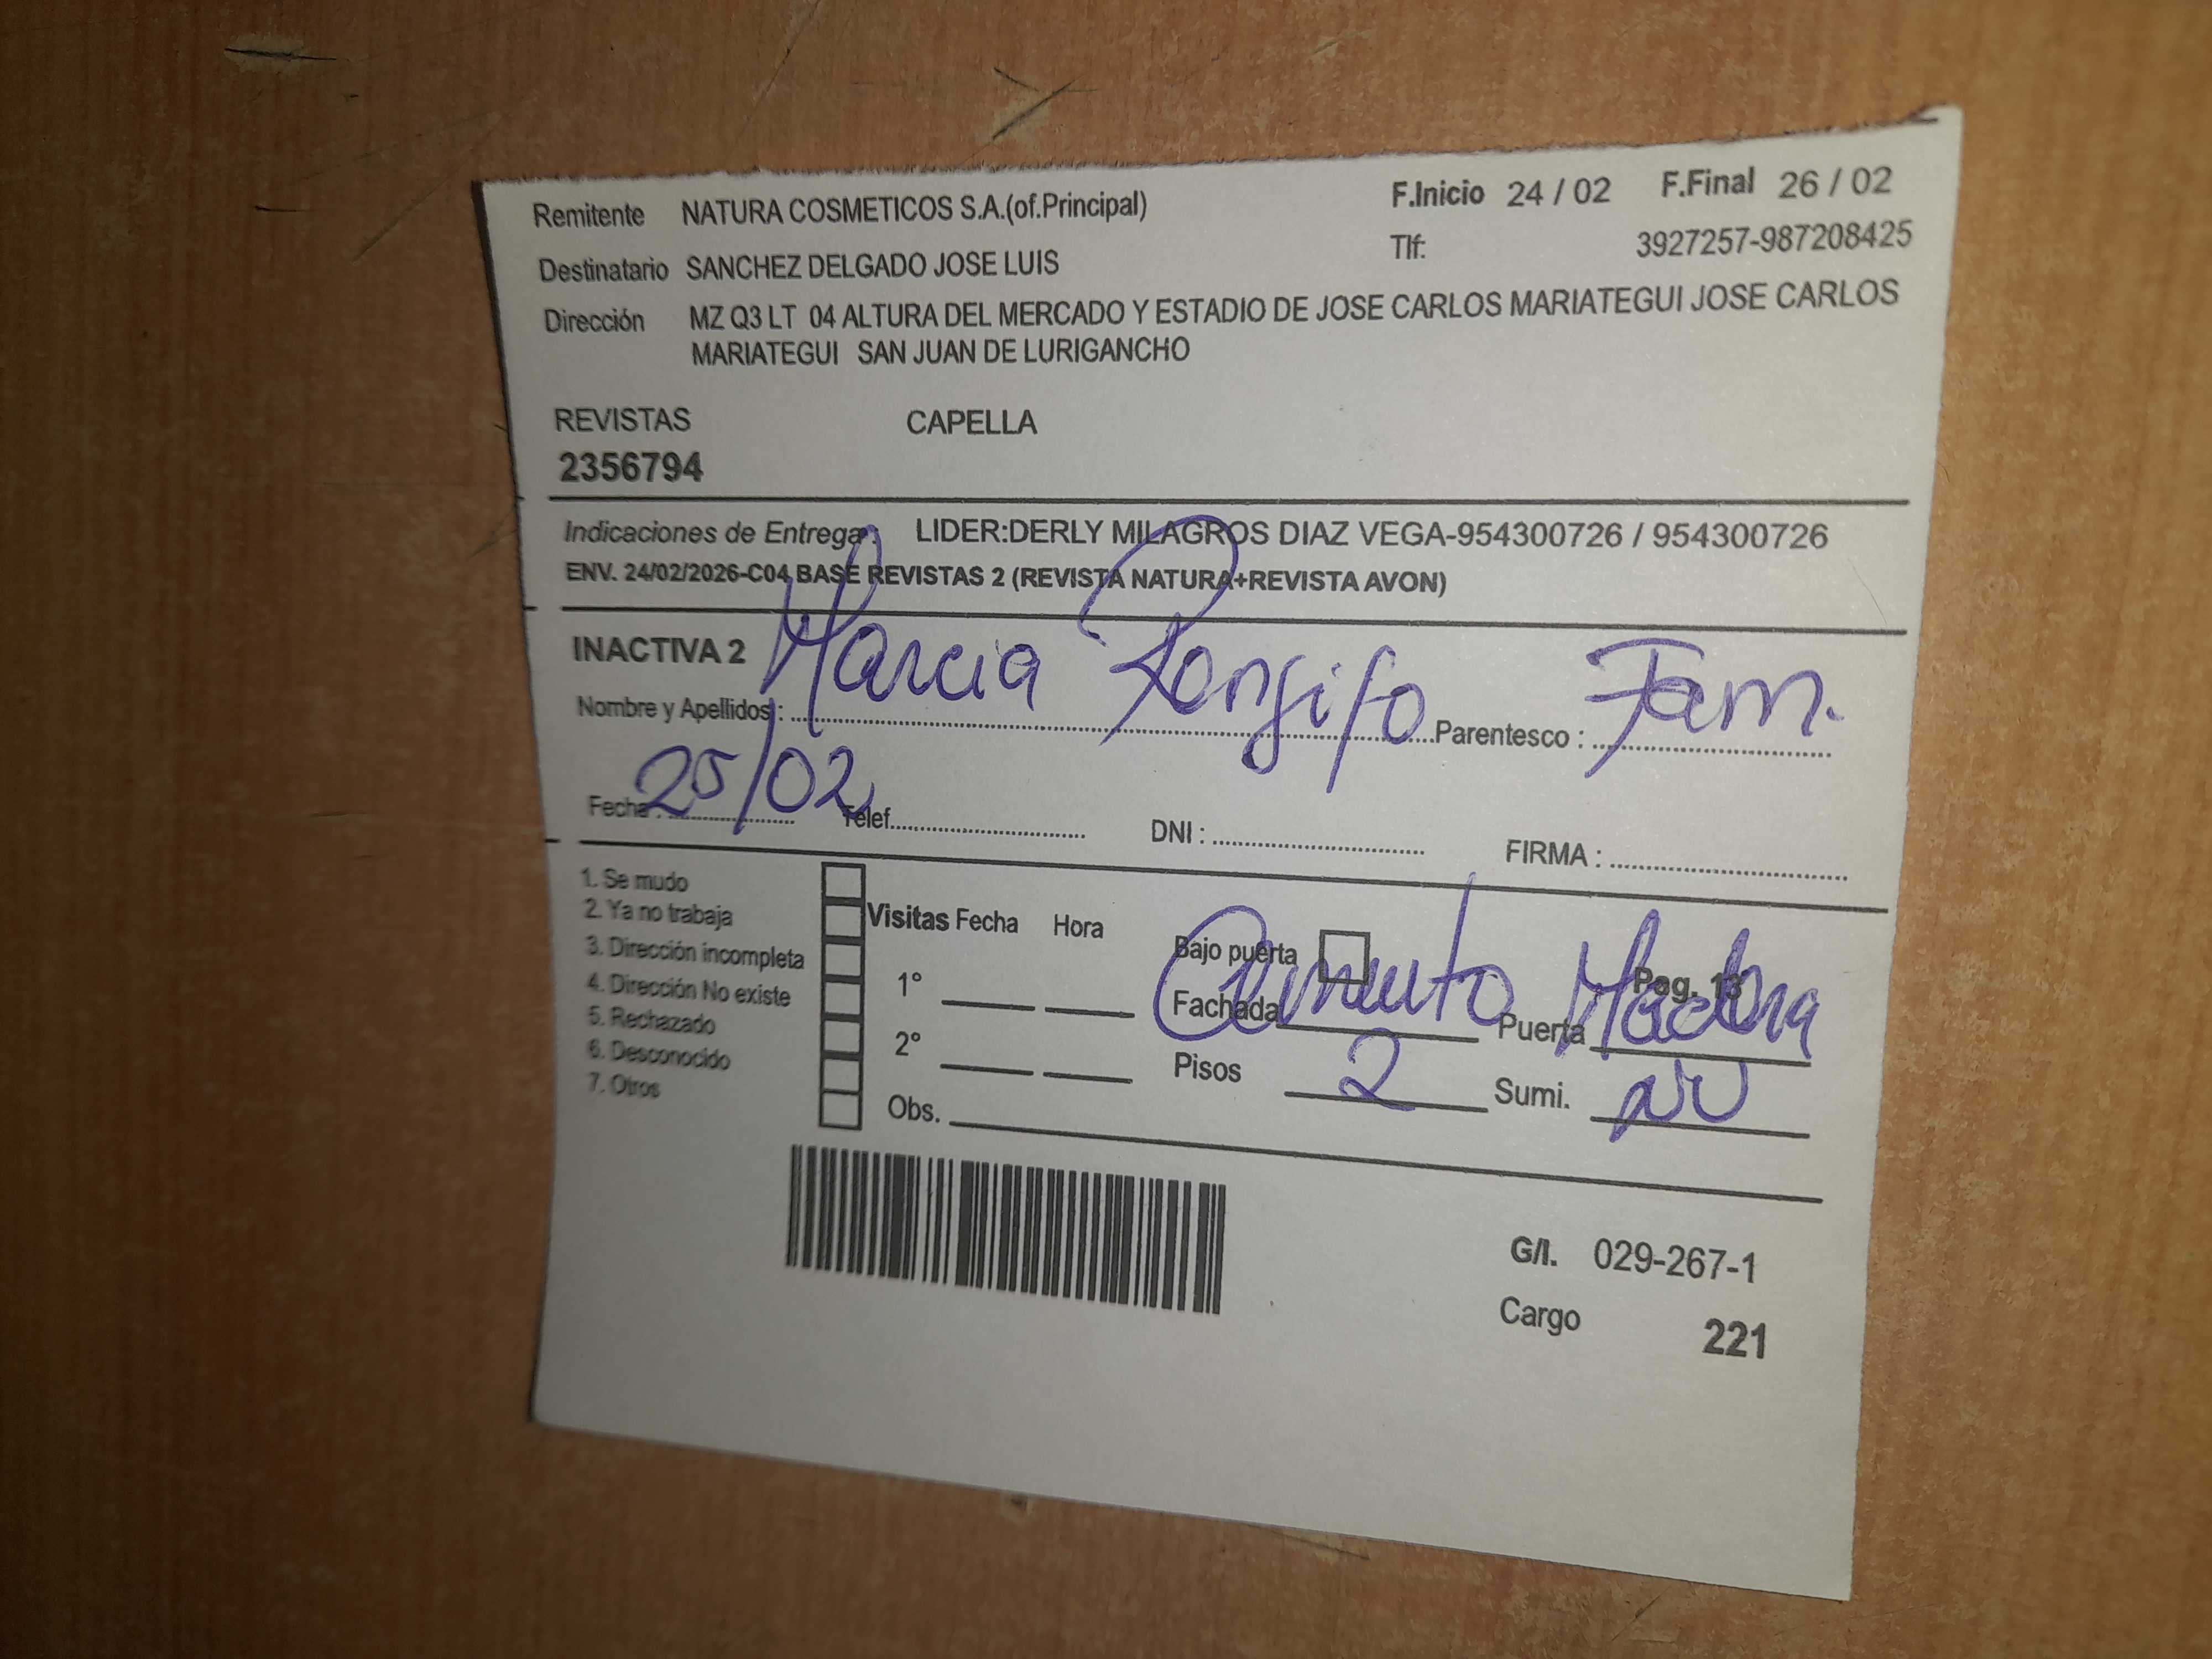 Remitente NATURA COSMETICOS S.A.(of.Principal) F.Inicio 24 / 02 F.Final 26 / 02
Destinatario SANCHEZ DELGADO JOSE LUIS Tlf: 3927257-987208425
Dirección MZ Q3 LT 04 ALTURA DEL MERCADO Y ESTADIO DE JOSE CARLOS MARIATEGUI JOSE CARLOS
MARIATEGUI SAN JUAN DE LURIGANCHO
REVISTAS CAPELLA
2356794
Indicaciones de Entrega : LIDER:DERLY MILAGROS DIAZ VEGA-954300726 / 954300726
ENV. 24/02/2026-C04 BASE REVISTAS 2 (REVISTA NATURA+REVISTA AVON)
INACTIVA 2
Nombre y Apellidos : Marcia Rengifo Parentesco : Fam.
Fecha : 25/02 Telef. DNI : FIRMA :
1. Se mudo
2. Ya no trabaja
3. Dirección incompleta
4. Dirección No existe
5. Rechazado
6. Desconocido
7. Otros
Visitas Fecha Hora
1°
2°
Obs.
Bajo puerta Pag. 13
Fachada Cemento Puerta Madera
Pisos 2 Sumi.
G/I. 029-267-1
Cargo 221